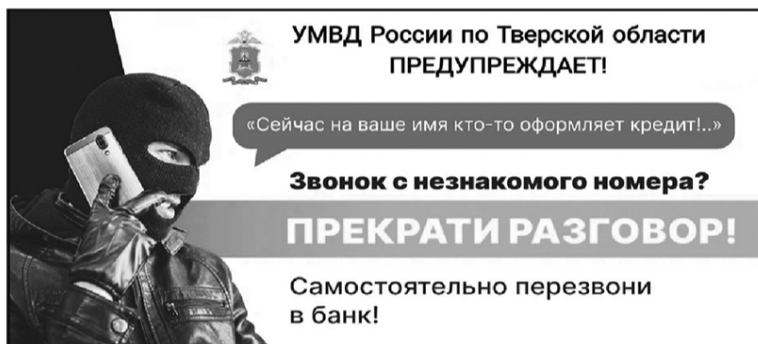 УМВД России по Тверской области
ПРЕДУПРЕЖДАЕТ!
«Сейчас на ваше имя кто-то оформляет кредит!..»
Звонок с незнакомого номера?
ПРЕКРАТИ РАЗГОВОР!
Самостоятельно перезвони
в банк!